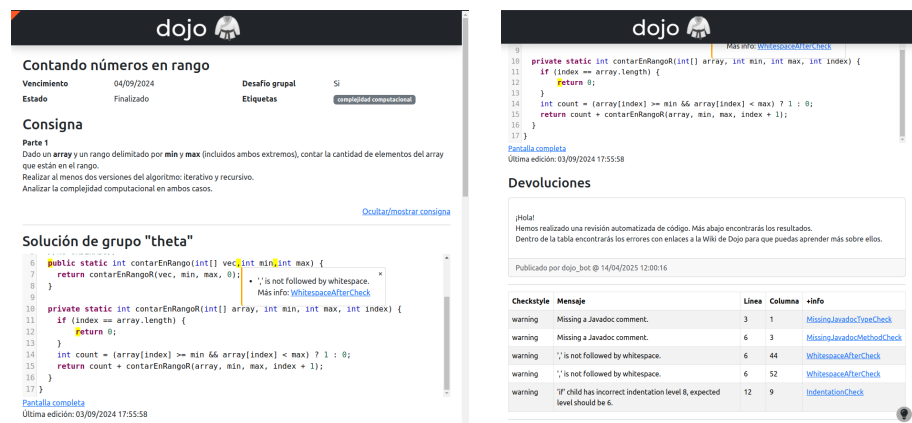 dojo
Contando números en rango
Vencimiento 04/09/2024 Desafío grupal Si
Estado Finalizado Etiquetas complejidad computacional
Consigna
Parte 1
Dado un array y un rango delimitado por min y max (incluidos ambos extremos), contar la cantidad de elementos del array
que están en el rango.
Realizar al menos dos versiones del algoritmo: iterativo y recursivo.
Analizar la complejidad computacional en ambos casos.
Ocultar/mostrar consigna
Solución de grupo "theta"
6 public static int contarEnRango(int[] vec,int min,int max) {
7 return contarEnRangoR(vec, min, max, 0);
8 }
9
10 private static int contarEnRangoR(int[] array, int min, int max, int index) {
11 if (index == array.length) {
12 return 0;
13 }
14 int count = (array[index] >= min && array[index] < max) ? 1 : 0;
15 return count + contarEnRangoR(array, min, max, index + 1);
16 }
17 }
×
• ',' is not followed by whitespace.
Más info: WhitespaceAfterCheck
Pantalla completa
Última edición: 03/09/2024 17:55:58
dojo
Más info: WhitespaceAfterCheck
9
10 private static int contarEnRangoR(int[] array, int min, int max, int index) {
11 if (index == array.length) {
12 return 0;
13 }
14 int count = (array[index] >= min && array[index] < max) ? 1 : 0;
15 return count + contarEnRangoR(array, min, max, index + 1);
16 }
17 }
Pantalla completa
Última edición: 03/09/2024 17:55:58
Devoluciones
¡Hola!
Hemos realizado una revisión automatizada de código. Más abajo encontrarás los resultados.
Dentro de la tabla encontrarás los errores con enlaces a la Wiki de Dojo para que puedas aprender más sobre ellos.
Publicado por dojo_bot @ 14/04/2025 12:00:16
Checkstyle Mensaje Línea Columna +info
warning Missing a Javadoc comment. 3 1 MissingJavadocTypeCheck
warning Missing a Javadoc comment. 6 3 MissingJavadocMethodCheck
warning ',' is not followed by whitespace. 6 44 WhitespaceAfterCheck
warning ',' is not followed by whitespace. 6 52 WhitespaceAfterCheck
warning 'if' child has incorrect indentation level 8, expected 12 9 IndentationCheck
level should be 6.